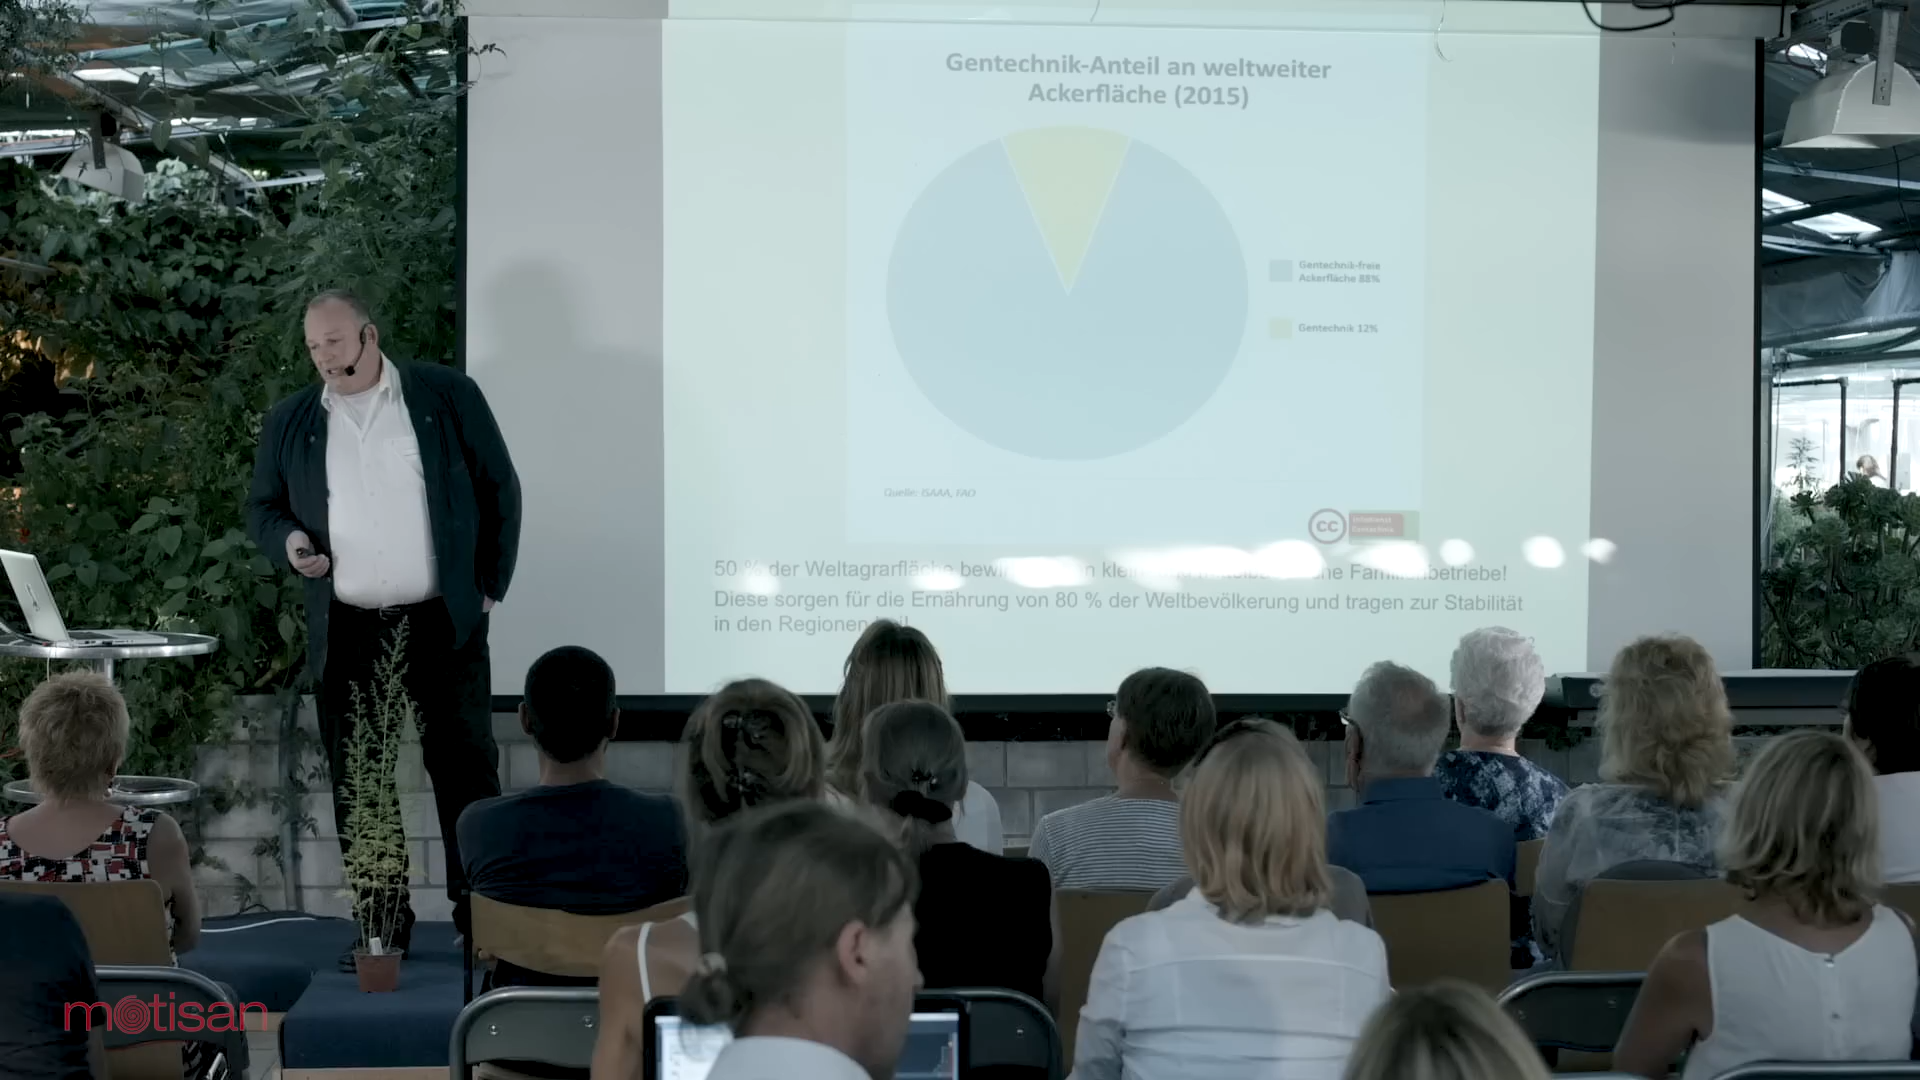 Gentechnik-Anteil an weltweiter
Ackerfläche (2015)
Gentechnik-freie
Ackerfläche 88%
Gentechnik 12%
Quelle: ISAAA, FAO
cc
50 % der Weltagrarfläche Familienbetriebe!
Diese sorgen für die Ernährung von 80 % der Weltbevölkerung und tragen zur Stabilität
in den Regionen
motisan